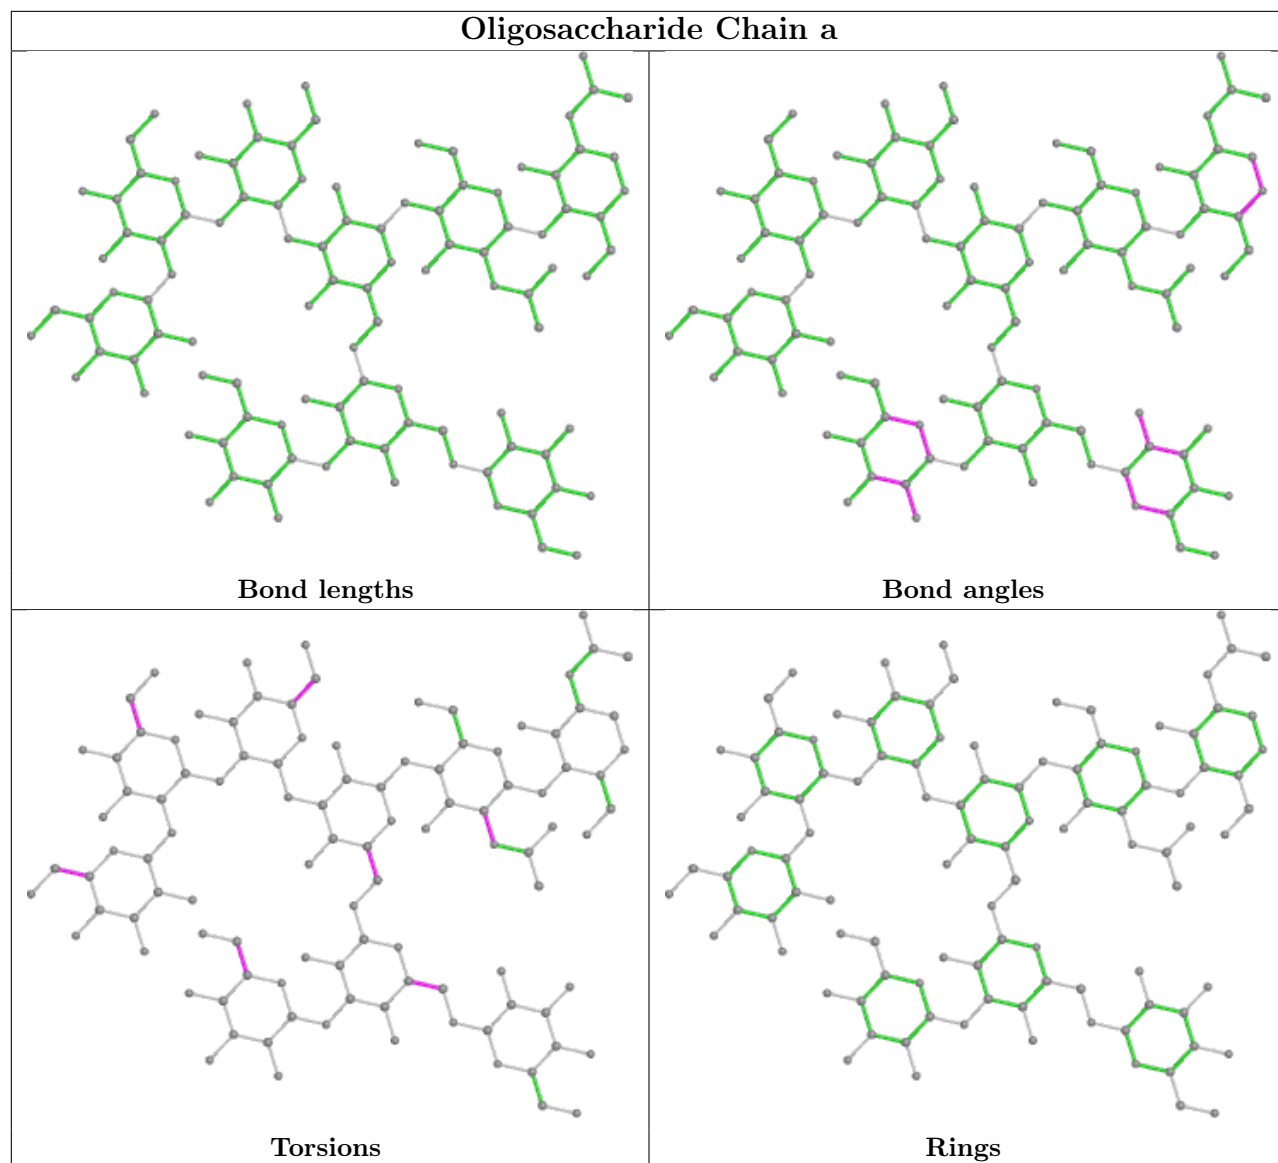 Oligosaccharide Chain a
Bond lengths
Bond angles
Torsions
Rings